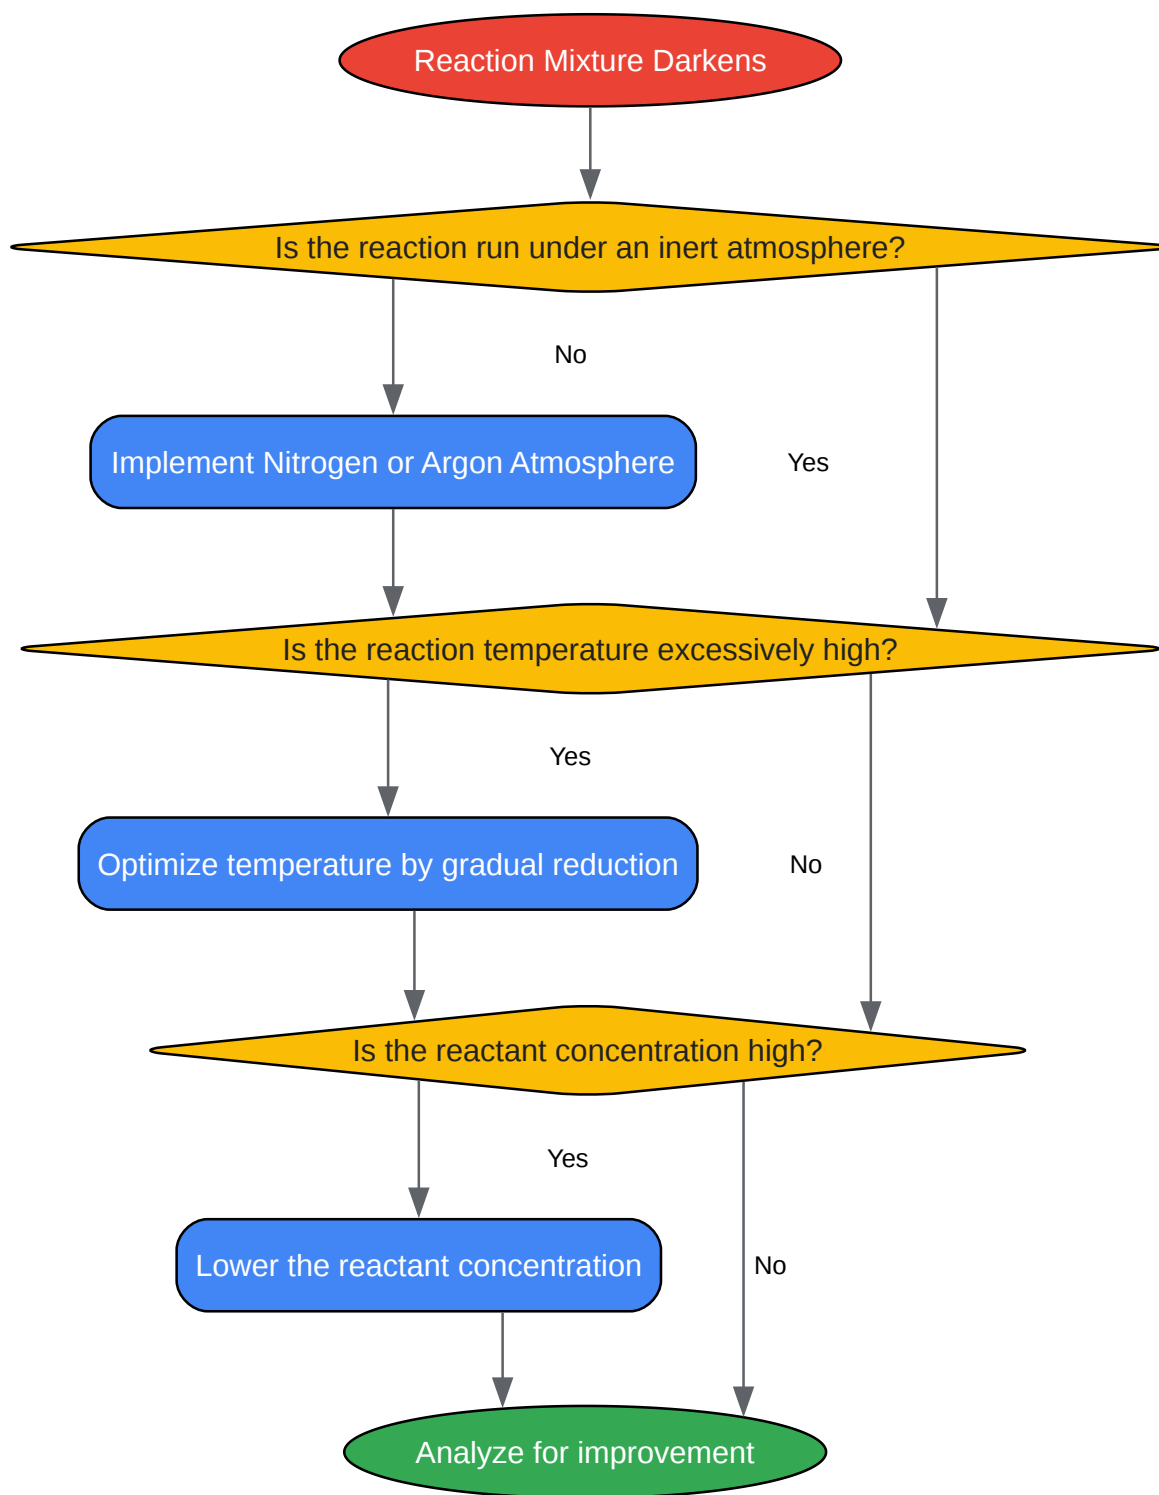 Reaction Mixture Darkens
Is the reaction run under an inert atmosphere?
No
Implement Nitrogen or Argon Atmosphere
Yes
Is the reaction temperature excessively high?
Yes
Optimize temperature by gradual reduction
No
Is the reactant concentration high?
Yes
Lower the reactant concentration
No
Analyze for improvement